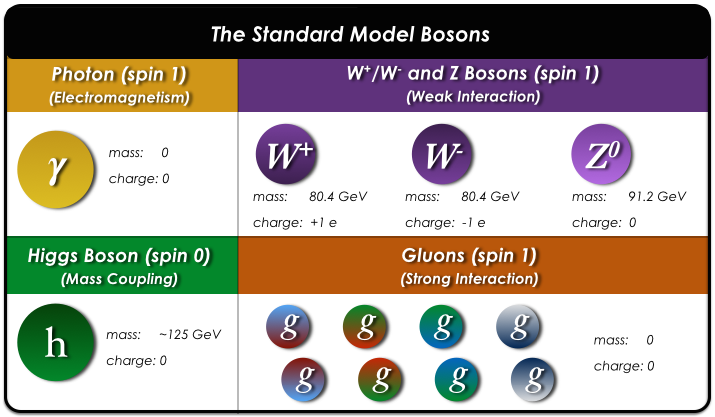 The Standard Model Bosons
Photon (spin 1)
(Electromagnetism)
γ
mass: 0
charge: 0
W⁺/W⁻ and Z Bosons (spin 1)
(Weak Interaction)
W⁺
mass: 80.4 GeV
charge: +1 e
W⁻
mass: 80.4 GeV
charge: -1 e
Z⁰
mass: 91.2 GeV
charge: 0
Higgs Boson (spin 0)
(Mass Coupling)
h
mass: ~125 GeV
charge: 0
Gluons (spin 1)
(Strong Interaction)
g g g g
g g g g
mass: 0
charge: 0